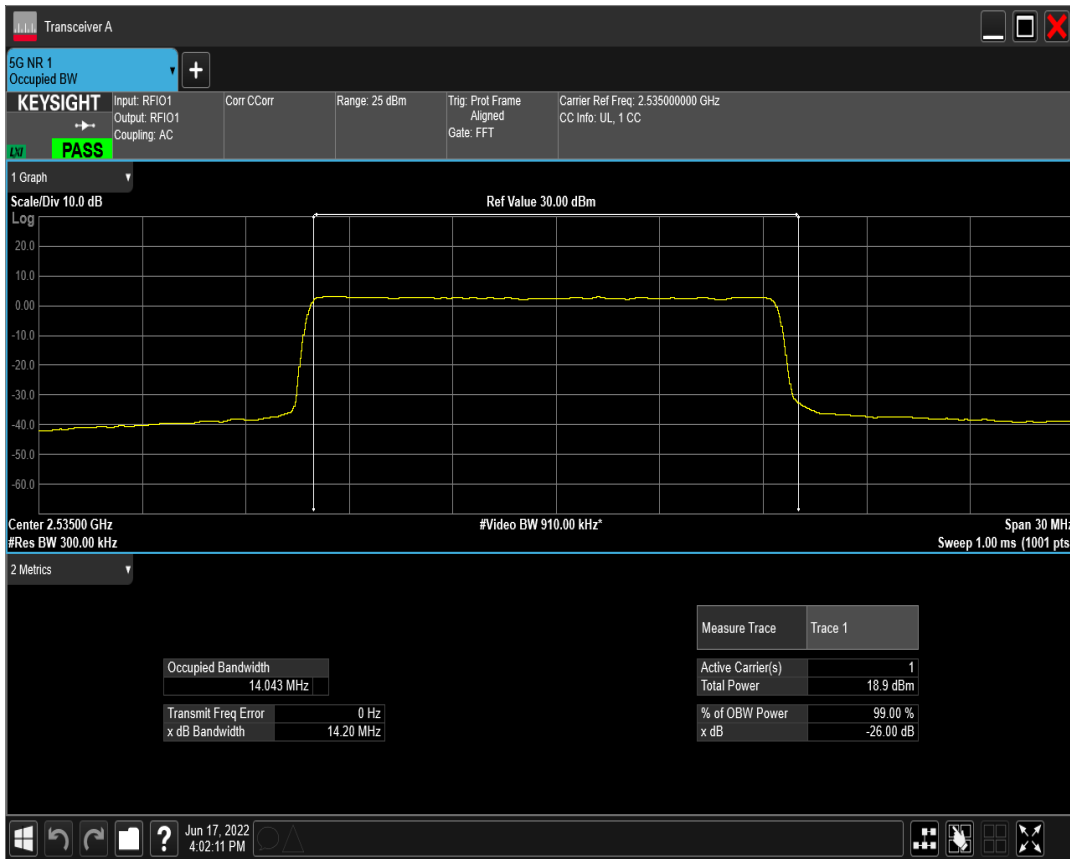 Transceiver A
5G NR 1
Occupied BW
KEYSIGHT
LXI
PASS
Input: RFIO1
Output: RFIO1
Coupling: AC
Corr CCorr
Range: 25 dBm
Trig: Prot Frame
Aligned
Gate: FFT
Carrier Ref Freq: 2.535000000 GHz
CC Info: UL, 1 CC
1 Graph
Scale/Div 10.0 dB
Ref Value 30.00 dBm
Log
20.0
10.0
0.00
-10.0
-20.0
-30.0
-40.0
-50.0
-60.0
Center 2.53500 GHz
#Video BW 910.00 kHz*
Span 30 MHz
#Res BW 300.00 kHz
Sweep 1.00 ms (1001 pts
2 Metrics
Measure Trace Trace 1
Occupied Bandwidth
14.043 MHz
Active Carrier(s) 1
Total Power 18.9 dBm
Transmit Freq Error 0 Hz
x dB Bandwidth 14.20 MHz
% of OBW Power 99.00 %
x dB -26.00 dB
?
Jun 17, 2022
4:02:11 PM